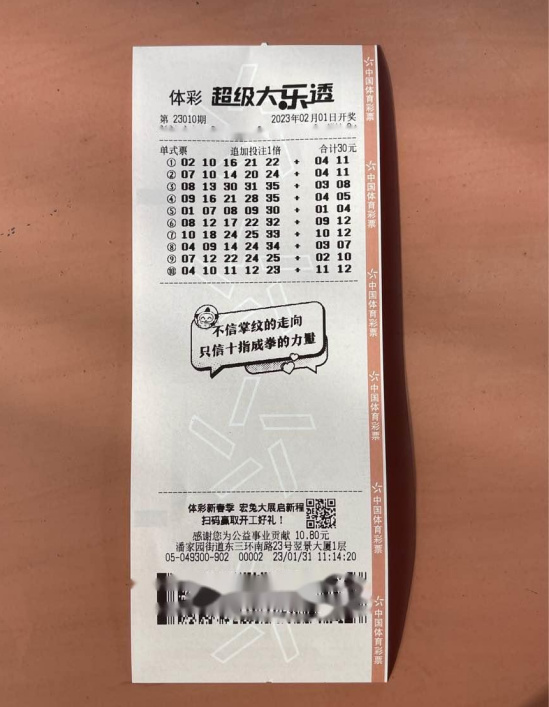 体彩 超级大乐透
第 23010期 2023年02月01日开奖
单式票 追加投注1倍 合计30元
① 02 10 16 21 22 + 04 11
② 07 10 14 20 24 + 04 11
③ 08 13 30 31 35 + 03 08
④ 09 16 21 28 35 + 04 05
⑤ 01 07 08 09 30 + 01 04
⑥ 08 12 17 22 32 + 09 12
⑦ 10 18 24 25 33 + 10 12
⑧ 04 09 14 24 34 + 03 07
⑨ 07 12 22 24 25 + 02 10
⑩ 04 10 11 12 23 + 11 12
不信掌纹的走向
只信十指成拳的力量
体彩新春季 宏兔大展启新程
扫码赢取开工好礼！
感谢您为公益事业贡献 10.80元
潘家园街道东三环南路23号翌景大厦1层
05-049300-902 00002 23/01/31 11:14:20
中国体育彩票
中国体育彩票
中国体育彩票
中国体育彩票
中国体育彩票
中国体育彩票